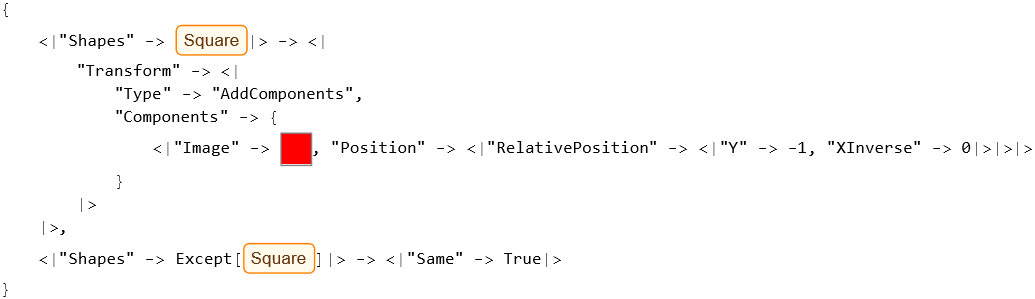 {
<|"Shapes" -> Square|> -> <|
"Transform" -> <|
"Type" -> "AddComponents",
"Components" -> {
<|"Image" -> , "Position" -> <|"RelativePosition" -> <|"Y" -> -1, "XInverse" -> 0|>|>|>
}
|>
|>,
<|"Shapes" -> Except[Square]|> -> <|"Same" -> True|>
}